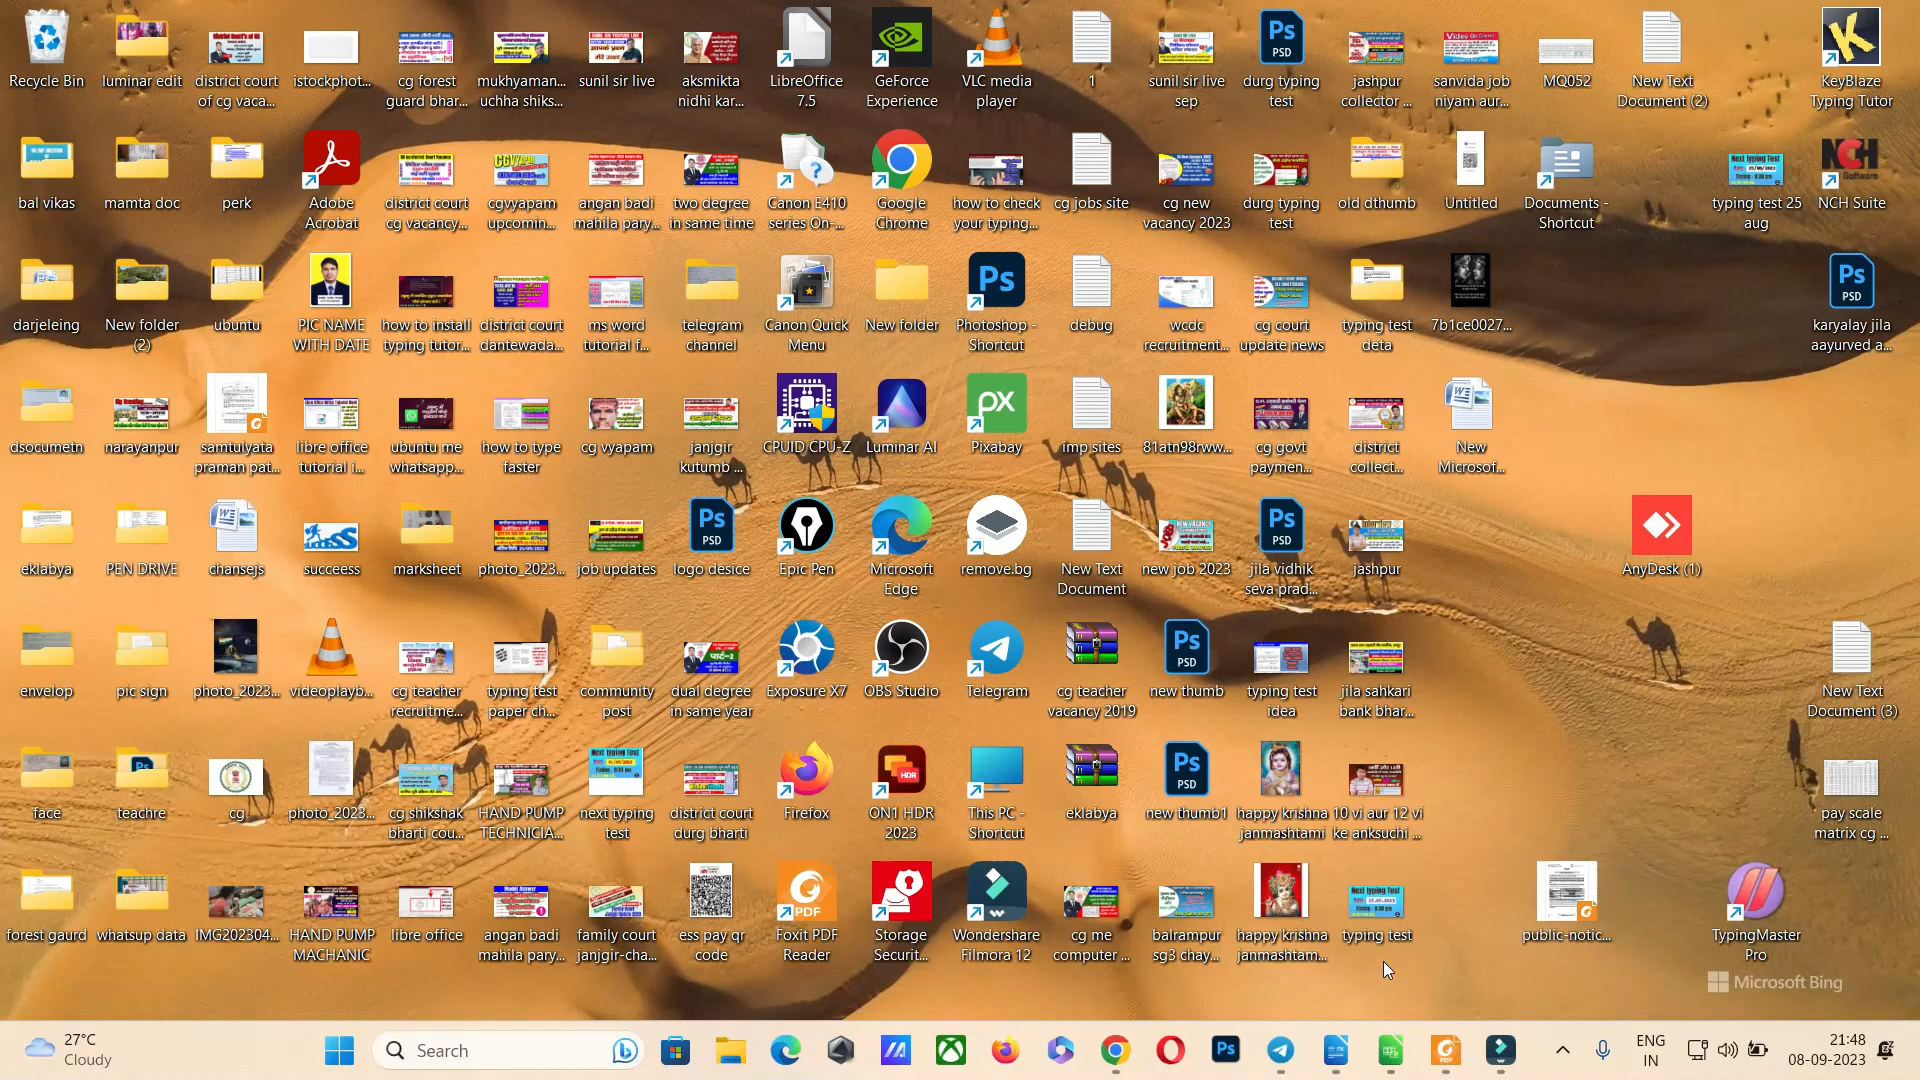 Recycle Bin
luminar edit
district court
of cg vaca...
istockphot...
cg forest
guard bhar...
mukhyaman...
uchha shiks...
sunil sir live
aksmikta
nidhi kar...
LibreOffice
7.5
GeForce
Experience
VLC media
player
1
sunil sir live
sep
durg typing
test
jashpur
collector ...
sanvida job
niyam aur...
MQ052
New Text
Document (2)
KeyBlaze
Typing Tutor
bal vikas
mamta doc
perk
Adobe
Acrobat
district court
cg vacancy...
cgvyapam
upcomin...
angan badi
mahila pary...
two degree
in same time
Canon E410
series On-...
Google
Chrome
how to check
your typing...
cg jobs site
cg new
vacancy 2023
durg typing
test
old dthumb
Untitled
Documents -
Shortcut
typing test 25
aug
NCH Suite
darjeleing
New folder
(2)
ubuntu
PIC NAME
WITH DATE
how to install
typing tutor...
district court
dantewada...
ms word
tutorial f...
telegram
channel
Canon Quick
Menu
New folder
Photoshop -
Shortcut
debug
wcdc
recruitment...
cg court
update news
typing test
deta
7b1ce0027...
karyalay jila
aayurved a...
dsocumetn
narayanpur
samtulyata
praman pat...
libre office
tutorial i...
ubuntu me
whatsapp...
how to type
faster
cg vyapam
janjgir
kutumb ...
CPUID CPU-Z
Luminar AI
Pixabay
imp sites
81atn98rww...
cg govt
paymen...
district
collect...
New
Microsof...
eklabya
PEN DRIVE
chansejs
succeess
marksheet
photo_2023...
job updates
logo desice
Epic Pen
Microsoft
Edge
remove.bg
New Text
Document
new job 2023
jila vidhik
seva prad...
jashpur
AnyDesk (1)
envelop
pic sign
photo_2023...
videoplayb...
cg teacher
recruitme...
typing test
paper ch...
community
post
dual degree
in same year
Exposure X7
OBS Studio
Telegram
cg teacher
vacancy 2019
new thumb
typing test
idea
jila sahkari
bank bhar...
New Text
Document (3)
face
teachre
cg
photo_2023...
cg shikshak
bharti cou...
HAND PUMP
TECHNICIA...
next typing
test
district court
durg bharti
Firefox
ON1 HDR
2023
This PC -
Shortcut
eklabya
new thumb1
happy krishna
janmashtami
10 vi aur 12 vi
ke anksuchi ...
pay scale
matrix cg ...
forest gaurd
whatsup data
IMG202304...
HAND PUMP
MACHANIC
libre office
angan badi
mahila pary...
family court
janjgir-cha...
ess pay qr
code
Foxit PDF
Reader
Storage
Securit...
Wondershare
Filmora 12
cg me
computer ...
balrampur
sg3 chay...
happy krishna
janmashtam...
typing test
public-notic...
TypingMaster
Pro
Microsoft Bing
27°C
Cloudy
Search
ENG
IN
21:48
08-09-2023